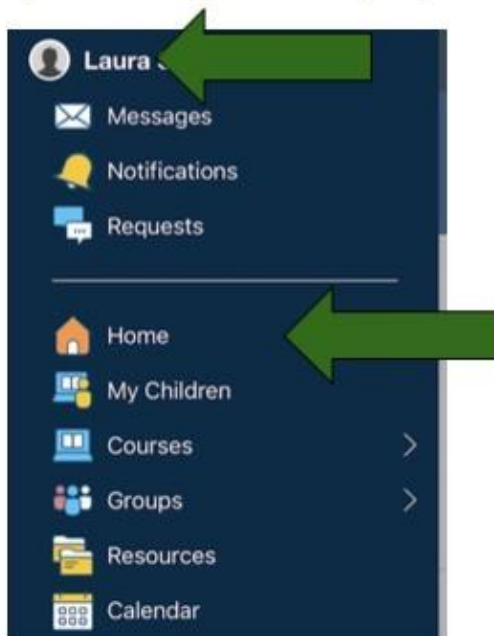 Laura
Messages
Notifications
Requests
Home
My Children
Courses
Groups
Resources
Calendar